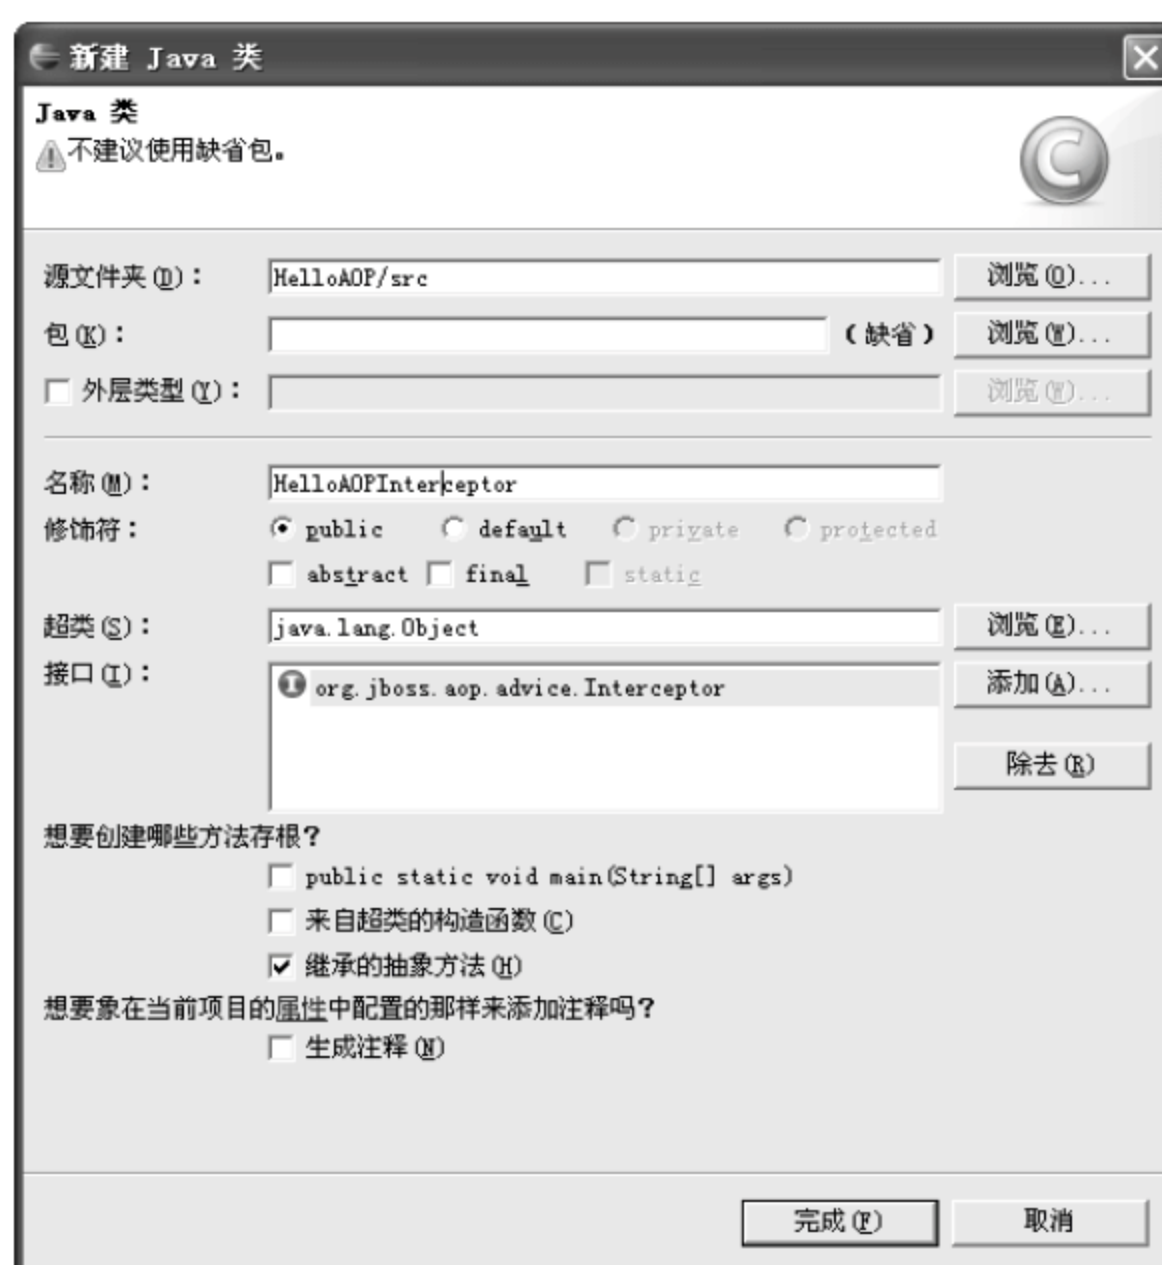 新建 Java 类
Java 类
不建议使用缺省包。
源文件夹(D)： HelloAOP/src 浏览(O)...
包(K)： （缺省） 浏览(W)...
外层类型(Y)： 浏览(W)...
名称(M)： HelloAOPInterceptor
修饰符： public default private protected
abstract final static
超类(S)： java.lang.Object 浏览(E)...
接口(I)： org.jboss.aop.advice.Interceptor 添加(A)...
除去(R)
想要创建哪些方法存根？
public static void main(String[] args)
来自超类的构造函数(C)
继承的抽象方法(H)
想要象在当前项目的属性中配置的那样来添加注释吗？
生成注释(N)
完成(F) 取消